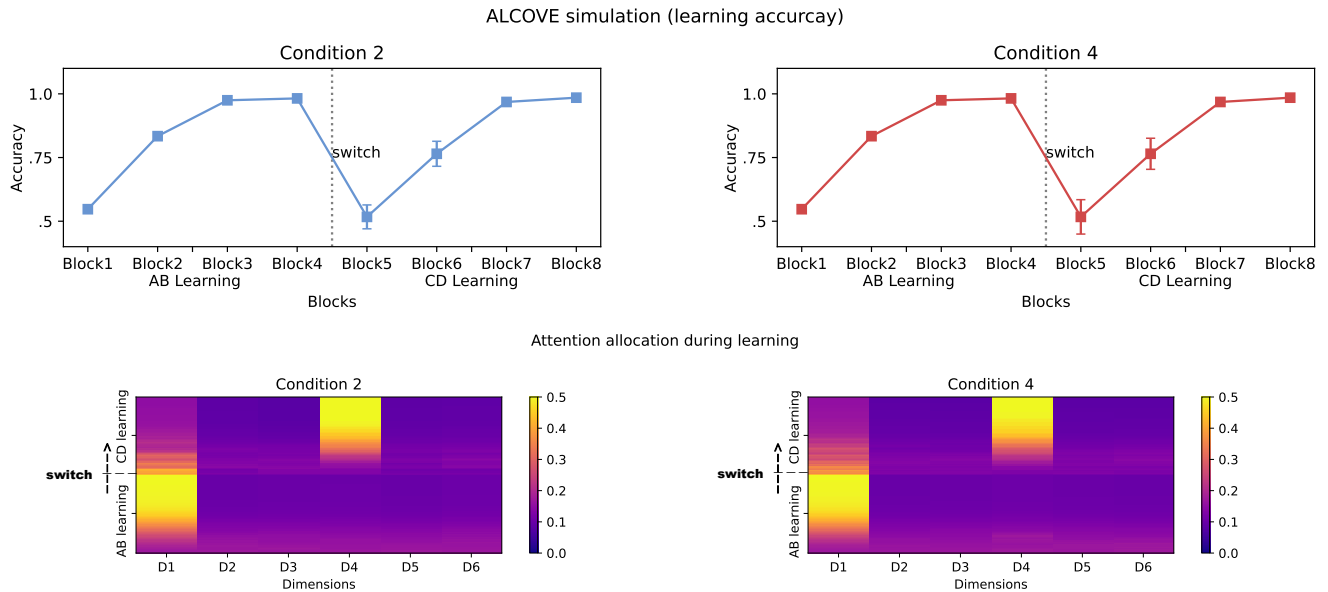 ALCOVE simulation (learning accurcay)
Condition 2
Accuracy
1.0
.75
.5
switch
Block1 Block2 Block3 Block4 Block5 Block6 Block7 Block8
AB Learning CD Learning
Blocks
Condition 4
Accuracy
1.0
.75
.5
switch
Block1 Block2 Block3 Block4 Block5 Block6 Block7 Block8
AB Learning CD Learning
Blocks
Attention allocation during learning
Condition 2
CD learning
switch
AB learning
D1 D2 D3 D4 D5 D6
Dimensions
0.5
0.4
0.3
0.2
0.1
0.0
Condition 4
CD learning
switch
AB learning
D1 D2 D3 D4 D5 D6
Dimensions
0.5
0.4
0.3
0.2
0.1
0.0